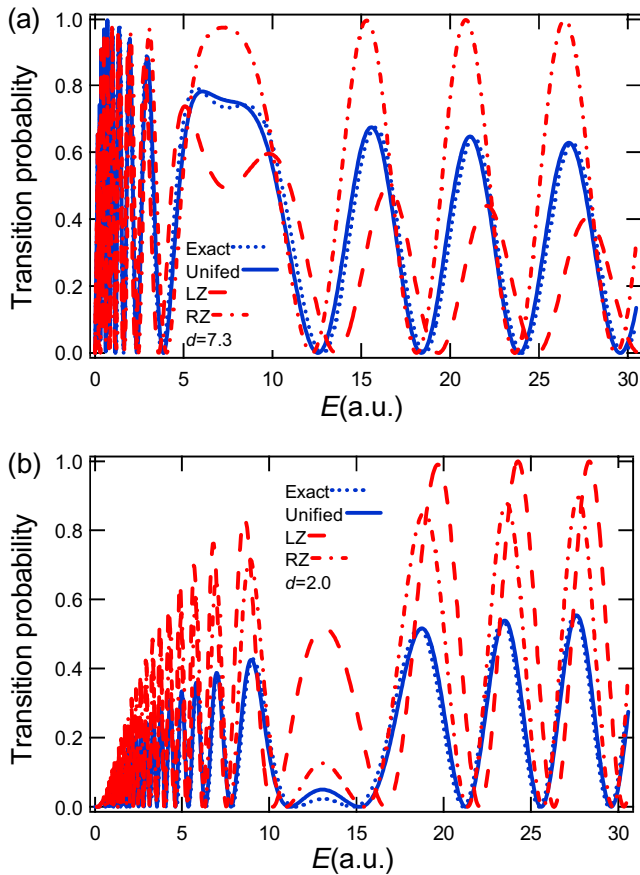 (a)
Transition probablity
1.0
0.8
0.6
0.4
0.2
0.0
Exact
Unifed
LZ
RZ
d=7.3
0 5 10 15 20 25 30
E(a.u.)
(b)
Transition probability
1.0
0.8
0.6
0.4
0.2
0.0
Exact
Unified
LZ
RZ
d=2.0
0 5 10 15 20 25 30
E(a.u.)